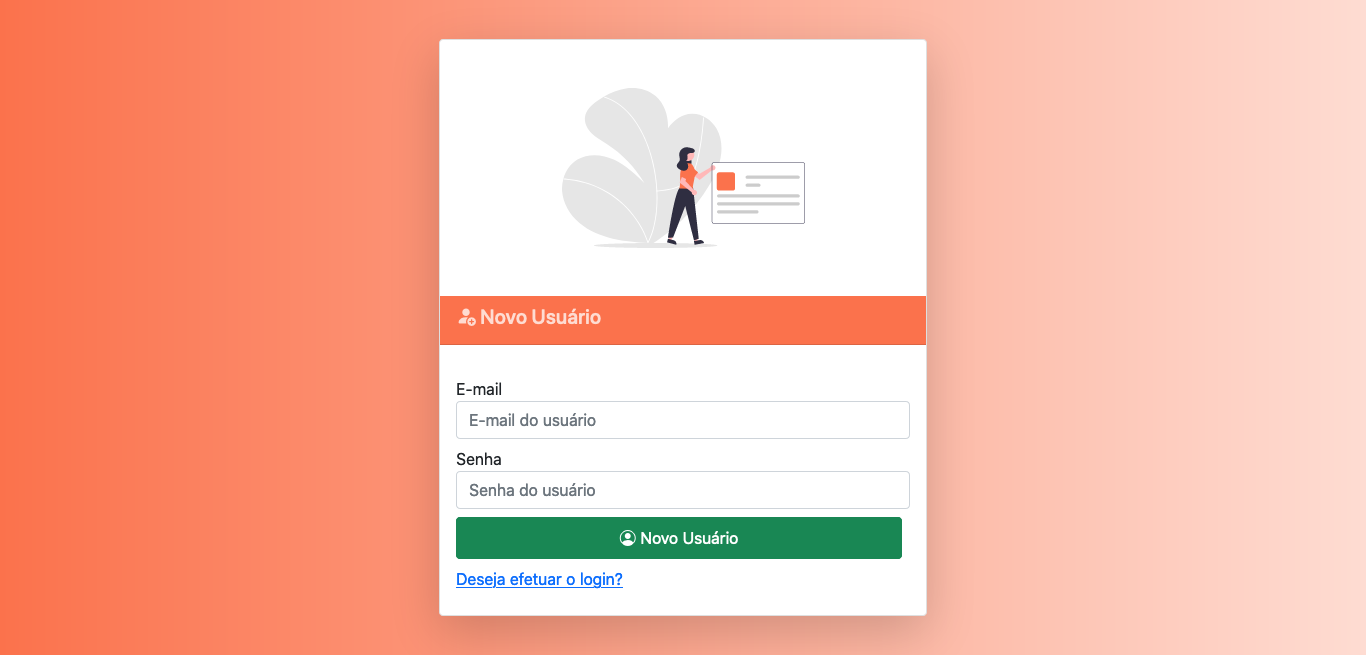 Novo Usuário
E-mail
E-mail do usuário
Senha
Senha do usuário
Novo Usuário
Deseja efetuar o login?